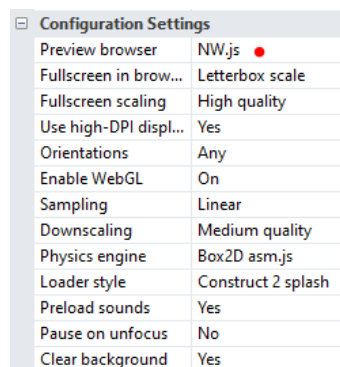 Configuration Settings
Preview browser NW.js
Fullscreen in brow... Letterbox scale
Fullscreen scaling High quality
Use high-DPI displ... Yes
Orientations Any
Enable WebGL On
Sampling Linear
Downscaling Medium quality
Physics engine Box2D asm.js
Loader style Construct 2 splash
Preload sounds Yes
Pause on unfocus No
Clear background Yes